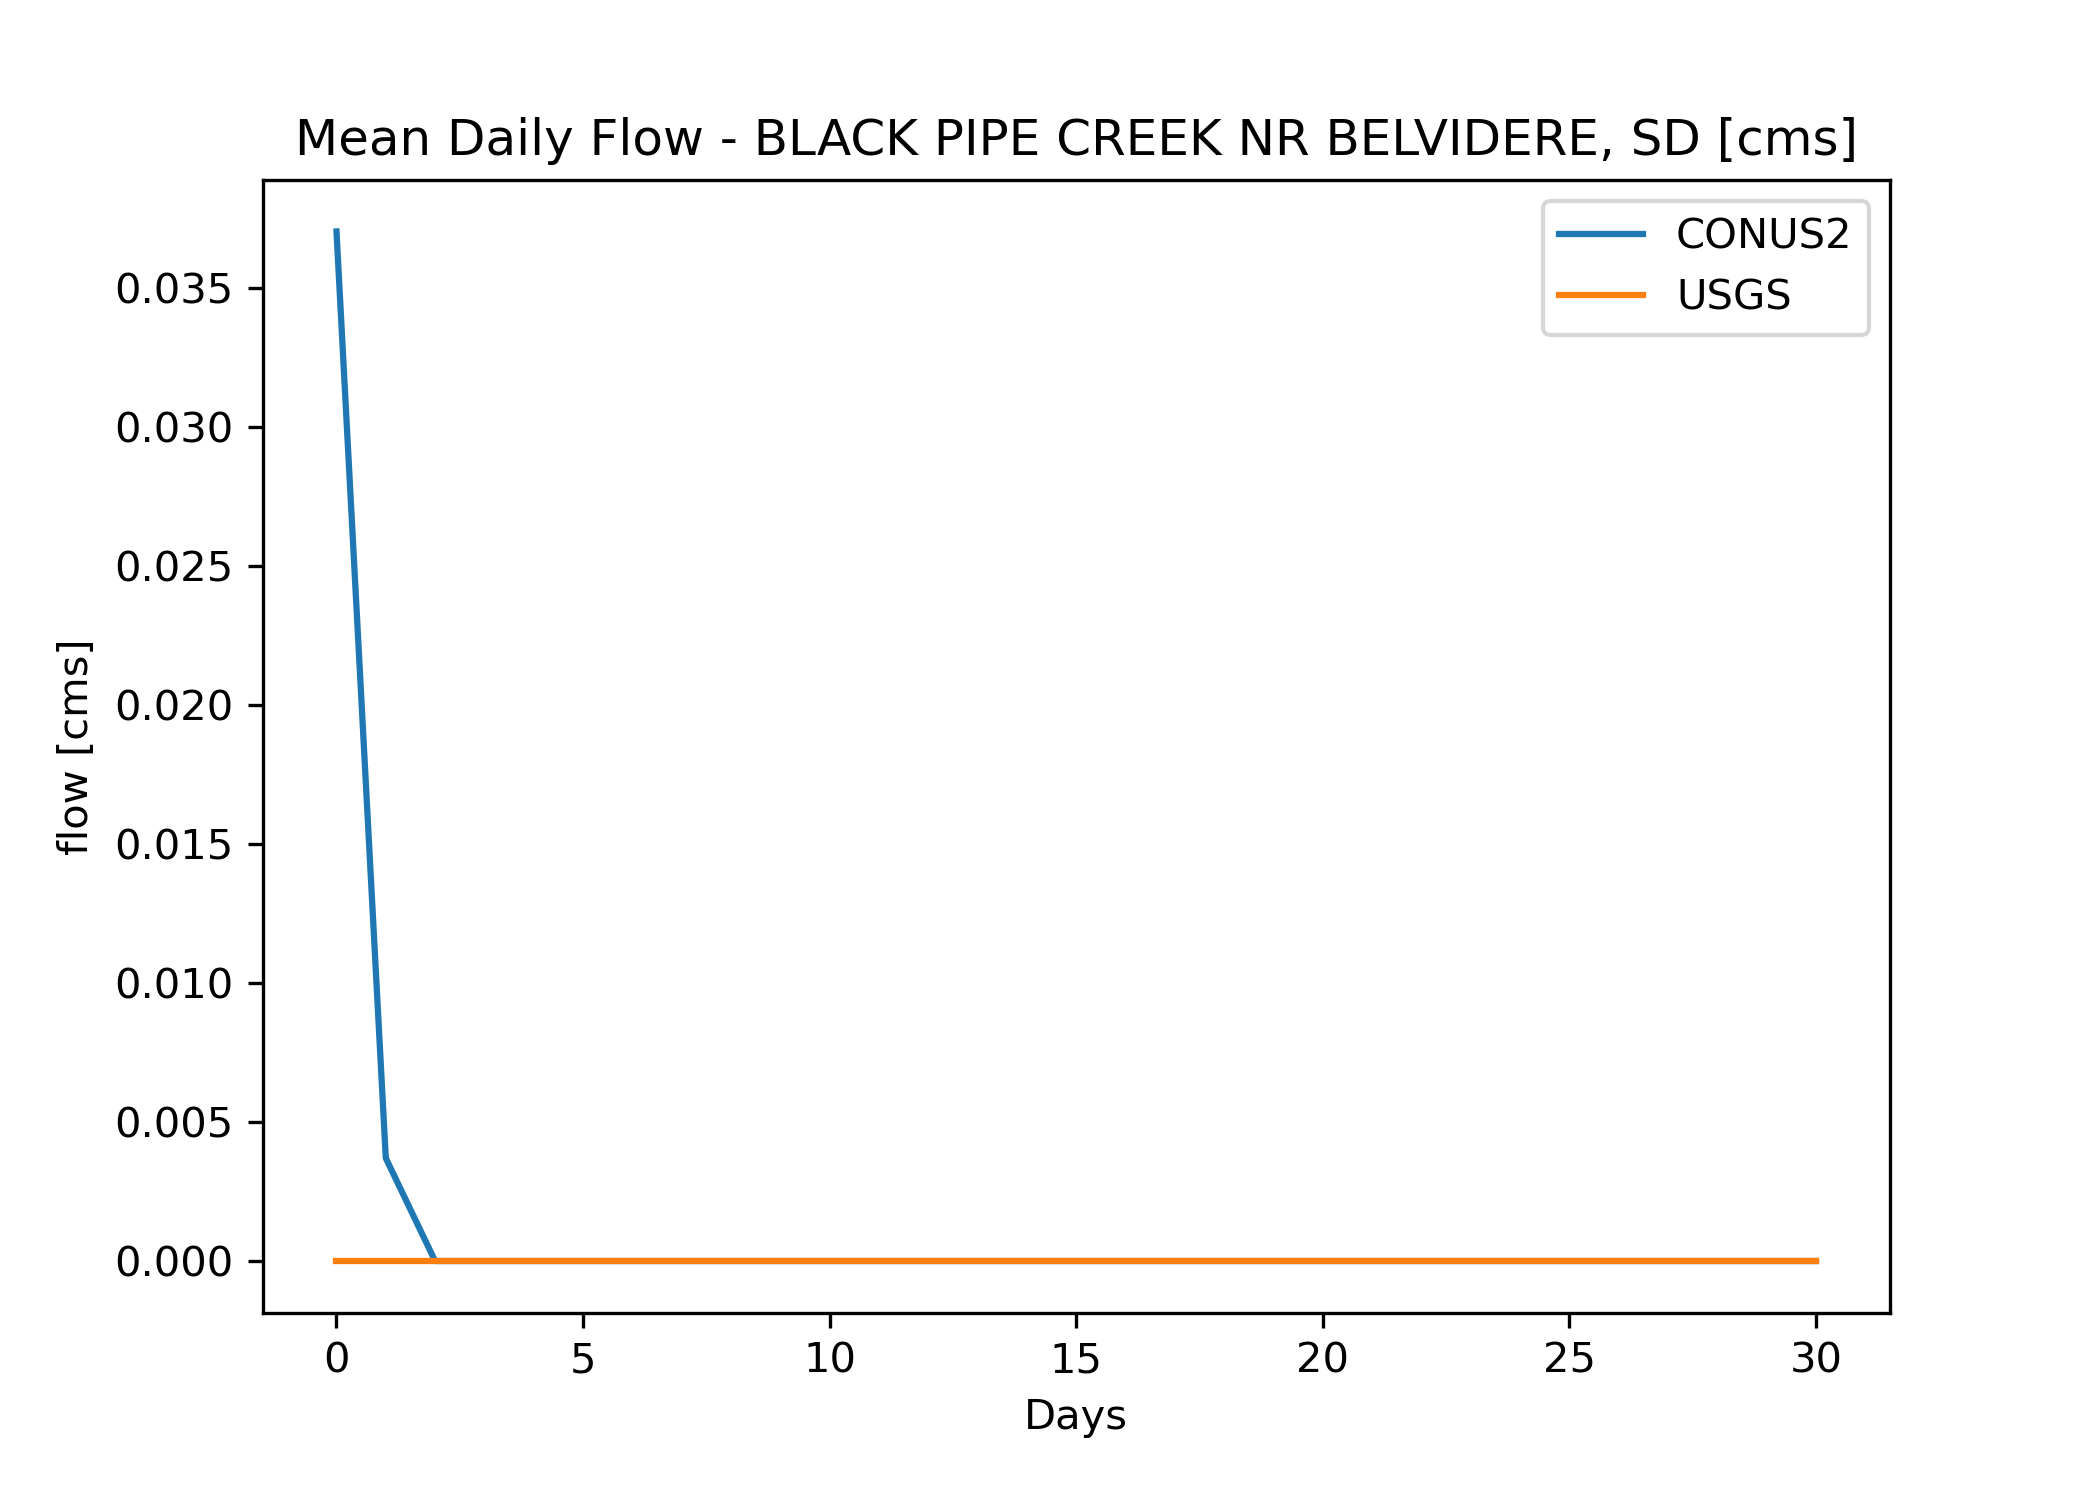 Mean Daily Flow - BLACK PIPE CREEK NR BELVIDERE, SD [cms]
CONUS2
USGS
flow [cms]
0.035
0.030
0.025
0.020
0.015
0.010
0.005
0.000
0 5 10 15 20 25 30
Days